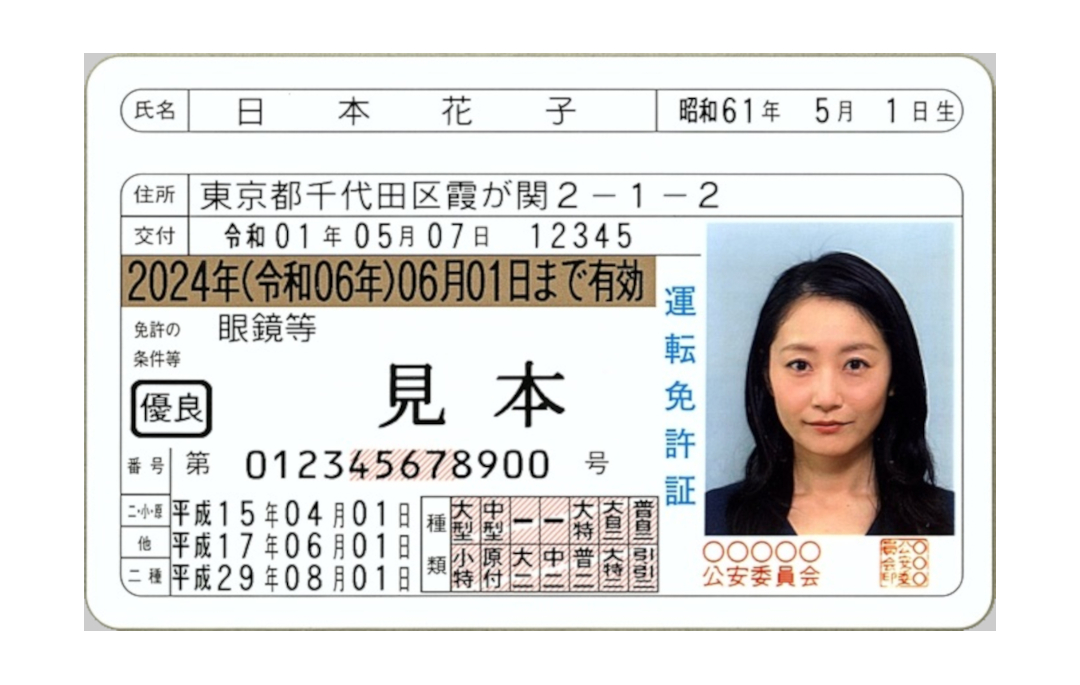 氏名 日本花子 昭和61年 5月 1日生
住所 東京都千代田区霞が関2-1-2
交付 令和01年05月07日 12345
2024年(令和06年)06月01日まで有効
免許の
条件等
眼鏡等
見本
優良
番号 第 012345678900 号
二・小・原 平成15年04月01日
他 平成17年06月01日
二種 平成29年08月01日
種類
大型 中型 ー ー 大特 大自二 普自二
小特 原付 大二 中二 普二 大特二 引引二
運転免許証
○○○○○
公安委員会